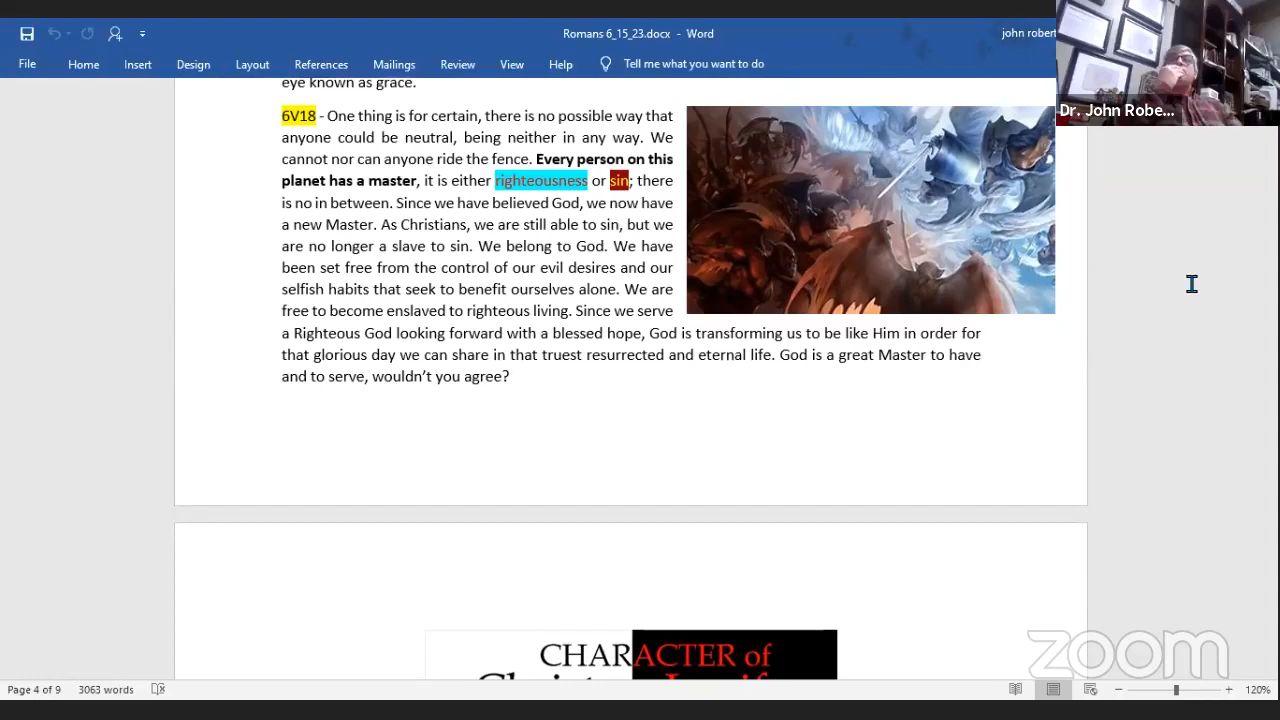 Romans 6_15_23.docx - Word
john robert
File Home Insert Design Layout References Mailings Review View Help Tell me what you want to do
Dr. John Robe...
eye known as grace.
6V18 - One thing is for certain, there is no possible way that
anyone could be neutral, being neither in any way. We
cannot nor can anyone ride the fence. Every person on this
planet has a master, it is either righteousness or sin; there
is no in between. Since we have believed God, we now have
a new Master. As Christians, we are still able to sin, but we
are no longer a slave to sin. We belong to God. We have
been set free from the control of our evil desires and our
selfish habits that seek to benefit ourselves alone. We are
free to become enslaved to righteous living. Since we serve
a Righteous God looking forward with a blessed hope, God is transforming us to be like Him in order for
that glorious day we can share in that truest resurrected and eternal life. God is a great Master to have
and to serve, wouldn’t you agree?
CHARACTER of
zoom
Page 4 of 9 3063 words
120%